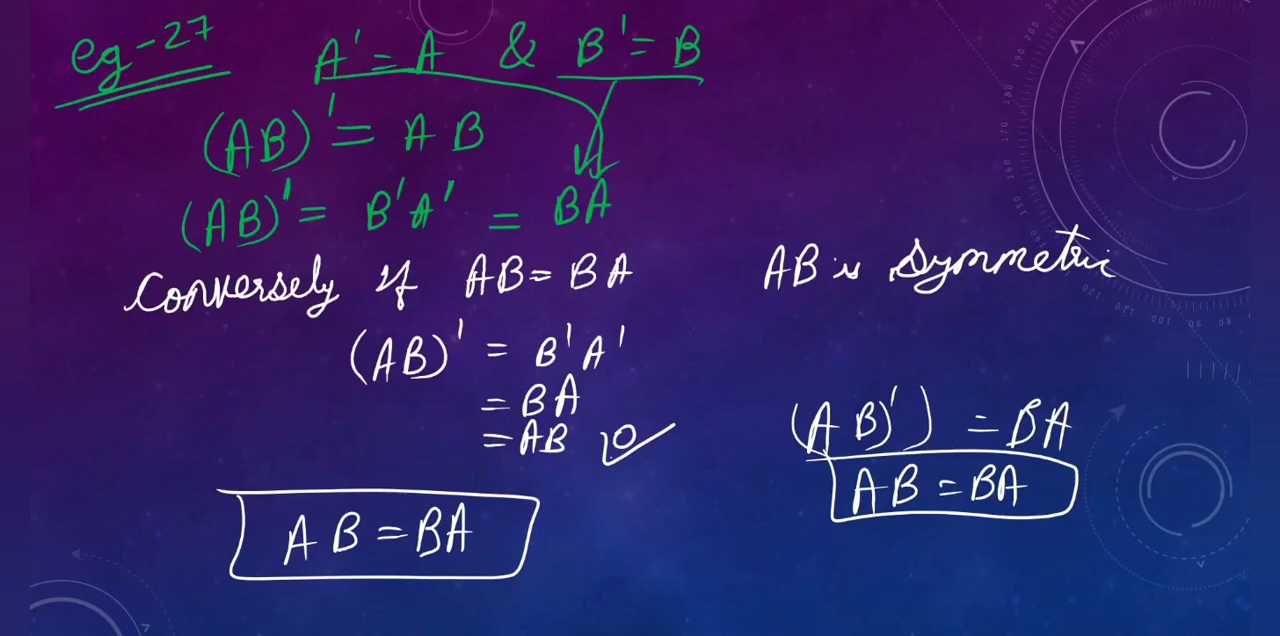 eg-27
A' = A & B' = B
(AB)' = AB
(AB)' = B'A' = BA
Conversely if AB = BA
AB is Symmetric
(AB)' = B'A'
= BA
= AB
(AB)') = BA
AB = BA
AB = BA